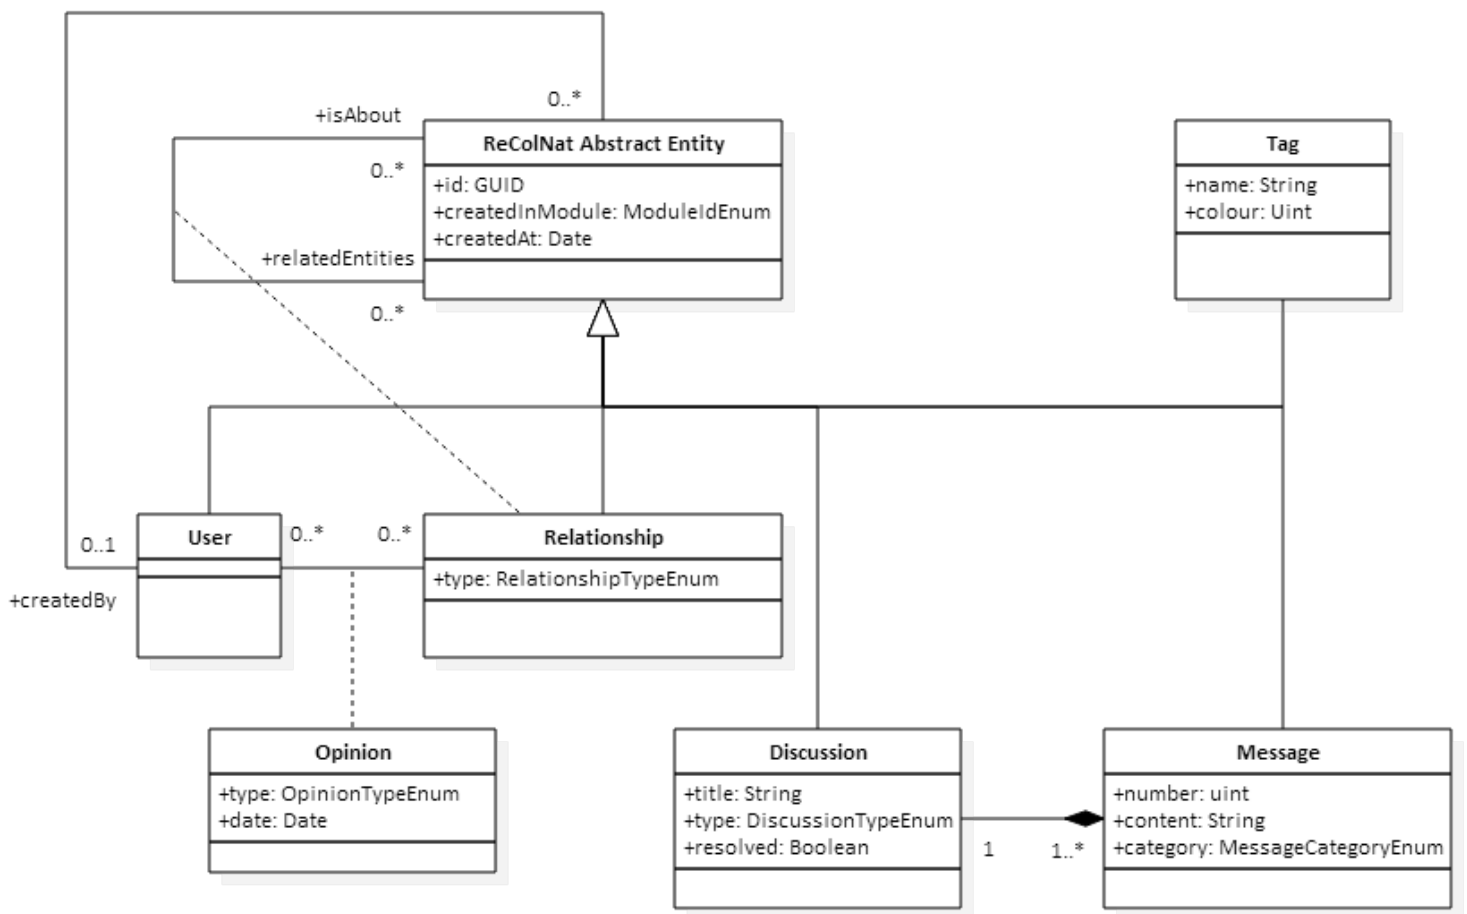 0..*
+isAbout
0..*
+relatedEntities
0..*
ReColNat Abstract Entity
+id: GUID
+createdInModule: ModuleIdEnum
+createdAt: Date
Tag
+name: String
+colour: Uint
0..1
+createdBy
User
0..*
0..*
Relationship
+type: RelationshipTypeEnum
Opinion
+type: OpinionTypeEnum
+date: Date
Discussion
+title: String
+type: DiscussionTypeEnum
+resolved: Boolean
1
1..*
Message
+number: uint
+content: String
+category: MessageCategoryEnum